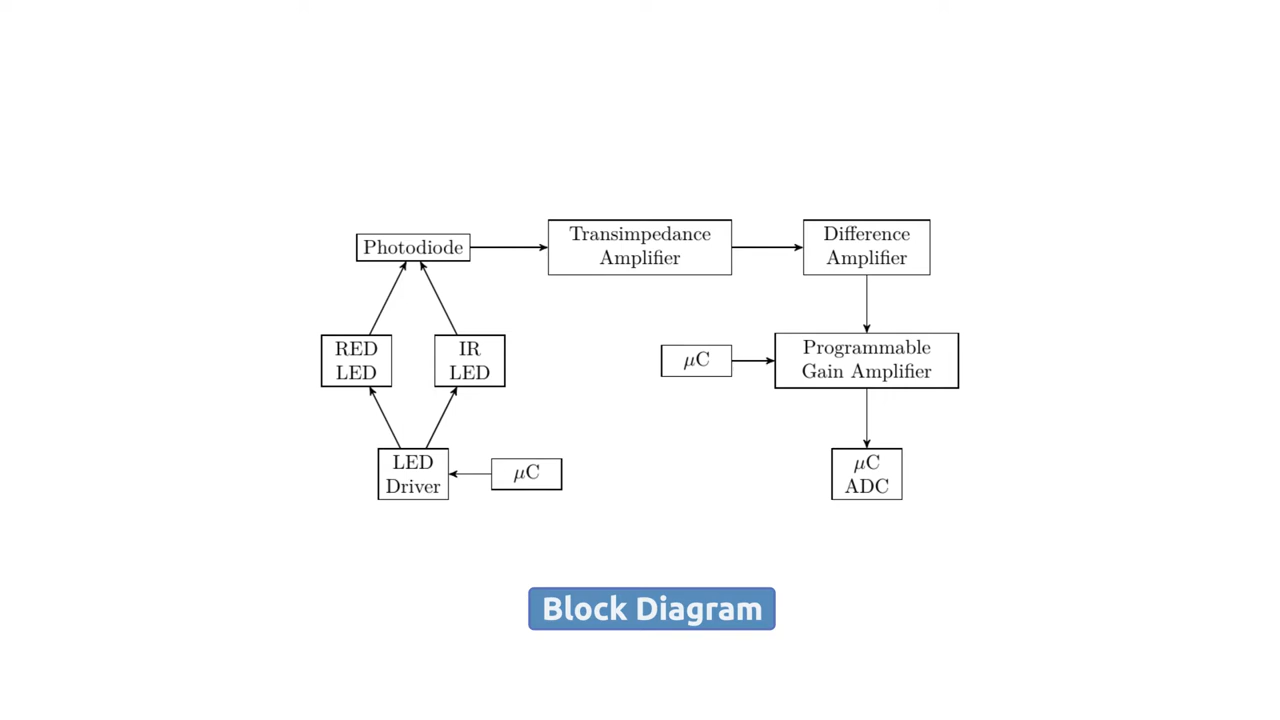 Photodiode
Transimpedance
Amplifier
Difference
Amplifier
RED
LED
IR
LED
μC
Programmable
Gain Amplifier
LED
Driver
μC
μC
ADC
Block Diagram